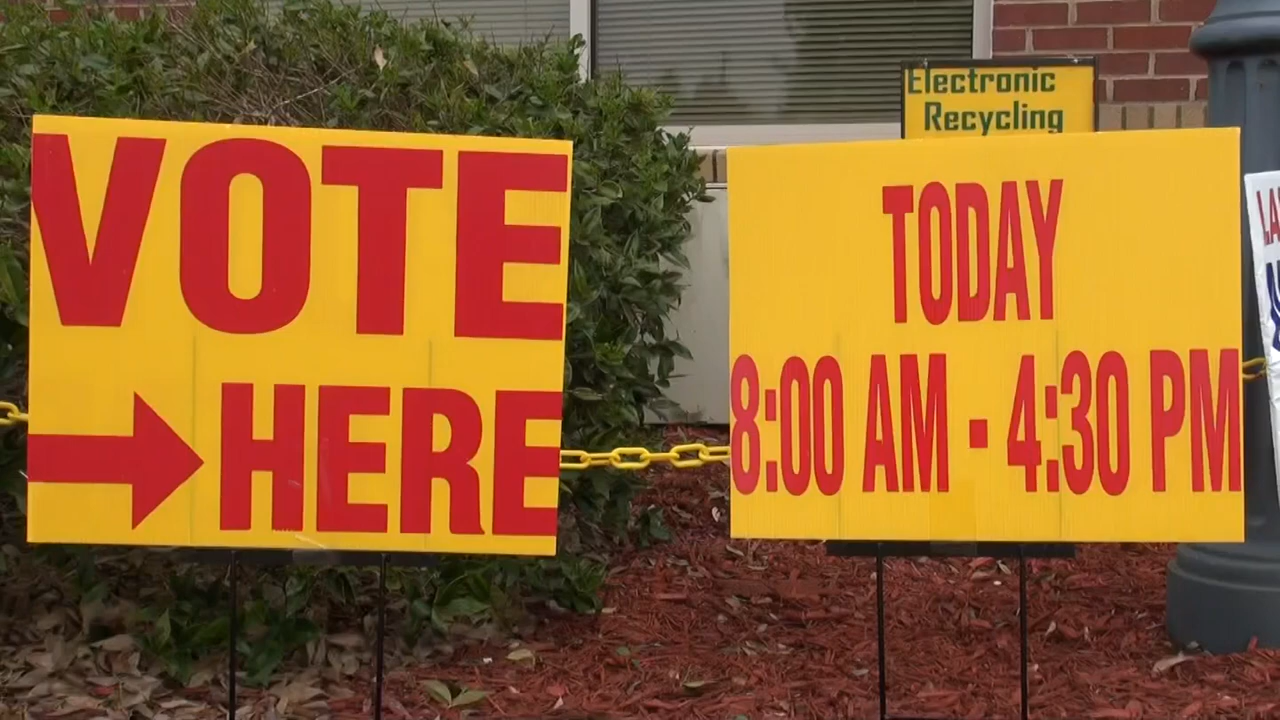 VOTE
HERE
Electronic
Recycling
TODAY
8:00 AM - 4:30 PM